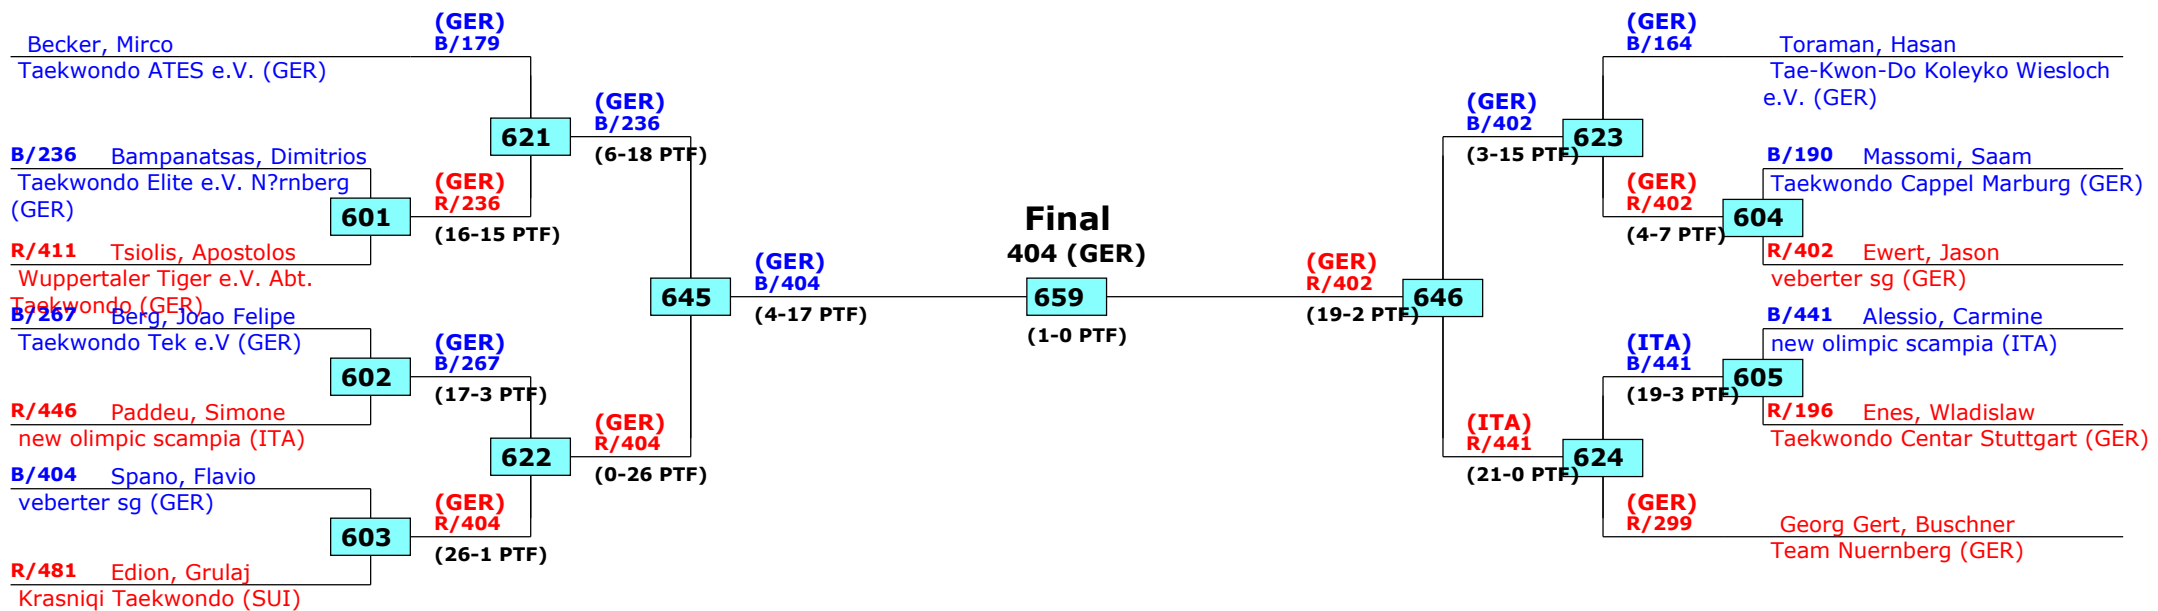 (GER)
B/179
Becker, Mirco
Taekwondo ATES e.V. (GER)
621
(GER)
B/236
(6-18 PTF)
B/236 Bampanatsas, Dimitrios
Taekwondo Elite e.V. N?rnberg
(GER)
601
(GER)
R/236
(16-15 PTF)
R/411 Tsiolis, Apostolos
Wuppertaler Tiger e.V. Abt.
Taekwondo (GER)
645
(GER)
B/404
(4-17 PTF)
B/267 Berg, Joao Felipe
Taekwondo Tek e.V (GER)
602
(GER)
B/267
(17-3 PTF)
R/446 Paddeu, Simone
new olimpic scampia (ITA)
622
(GER)
R/404
(0-26 PTF)
B/404 Spano, Flavio
veberter sg (GER)
603
(GER)
R/404
(26-1 PTF)
R/481 Edion, Grulaj
Krasniqi Taekwondo (SUI)
Final
404 (GER)
659
(1-0 PTF)
(GER)
B/164
Toraman, Hasan
Tae-Kwon-Do Koleyko Wiesloch
e.V. (GER)
(GER)
B/402
623
(3-15 PTF)
B/190 Massomi, Saam
Taekwondo Cappel Marburg (GER)
(GER)
R/402
604
(4-7 PTF)
R/402 Ewert, Jason
veberter sg (GER)
(GER)
R/402
646
(19-2 PTF)
B/441 Alessio, Carmine
new olimpic scampia (ITA)
(ITA)
B/441
605
(19-3 PTF)
R/196 Enes, Wladislaw
Taekwondo Centar Stuttgart (GER)
(ITA)
R/441
624
(21-0 PTF)
(GER)
R/299
Georg Gert, Buschner
Team Nuernberg (GER)